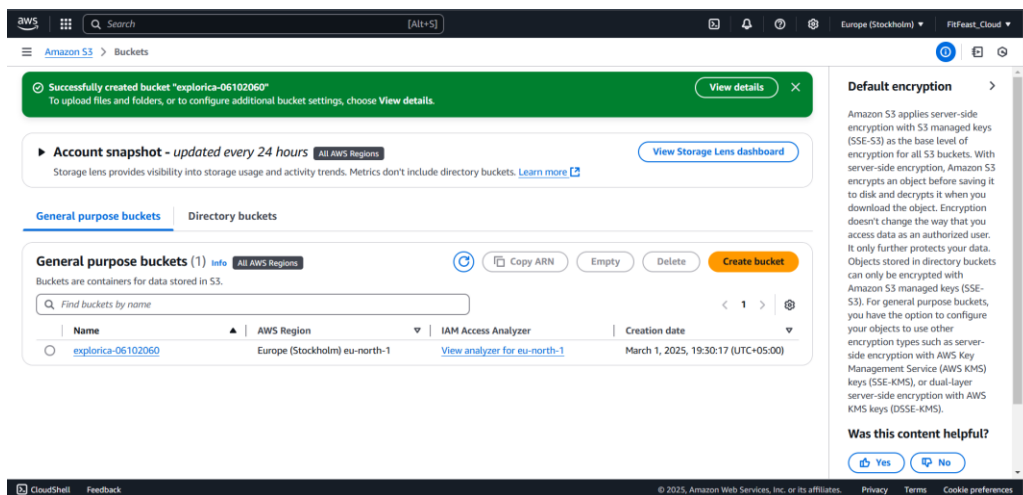 aws
Search
[Alt+S]
Europe (Stockholm)
FitFeast_Cloud
Amazon S3 > Buckets
Successfully created bucket "explorica-06102060"
To upload files and folders, or to configure additional bucket settings, choose View details.
View details
Account snapshot - updated every 24 hours All AWS Regions
Storage lens provides visibility into storage usage and activity trends. Metrics don't include directory buckets. Learn more
View Storage Lens dashboard
General purpose buckets
Directory buckets
General purpose buckets (1) Info All AWS Regions
Copy ARN
Empty
Delete
Create bucket
Buckets are containers for data stored in S3.
Find buckets by name
1
Name
AWS Region
IAM Access Analyzer
Creation date
explorica-06102060
Europe (Stockholm) eu-north-1
View analyzer for eu-north-1
March 1, 2025, 19:30:17 (UTC+05:00)
Default encryption
Amazon S3 applies server-side
encryption with S3 managed keys
(SSE-S3) as the base level of
encryption for all S3 buckets. With
server-side encryption, Amazon S3
encrypts an object before saving it
to disk and decrypts it when you
download the object. Encryption
doesn't change the way that you
access data as an authorized user.
It only further protects your data.
Objects stored in directory buckets
can only be encrypted with
Amazon S3 managed keys (SSE-
S3). For general purpose buckets,
you have the option to configure
your objects to use other
encryption types such as server-
side encryption with AWS Key
Management Service (AWS KMS)
keys (SSE-KMS), or dual-layer
server-side encryption with AWS
KMS keys (DSSE-KMS).
Was this content helpful?
Yes
No
CloudShell
Feedback
© 2025, Amazon Web Services, Inc. or its affiliates.
Privacy
Terms
Cookie preferences